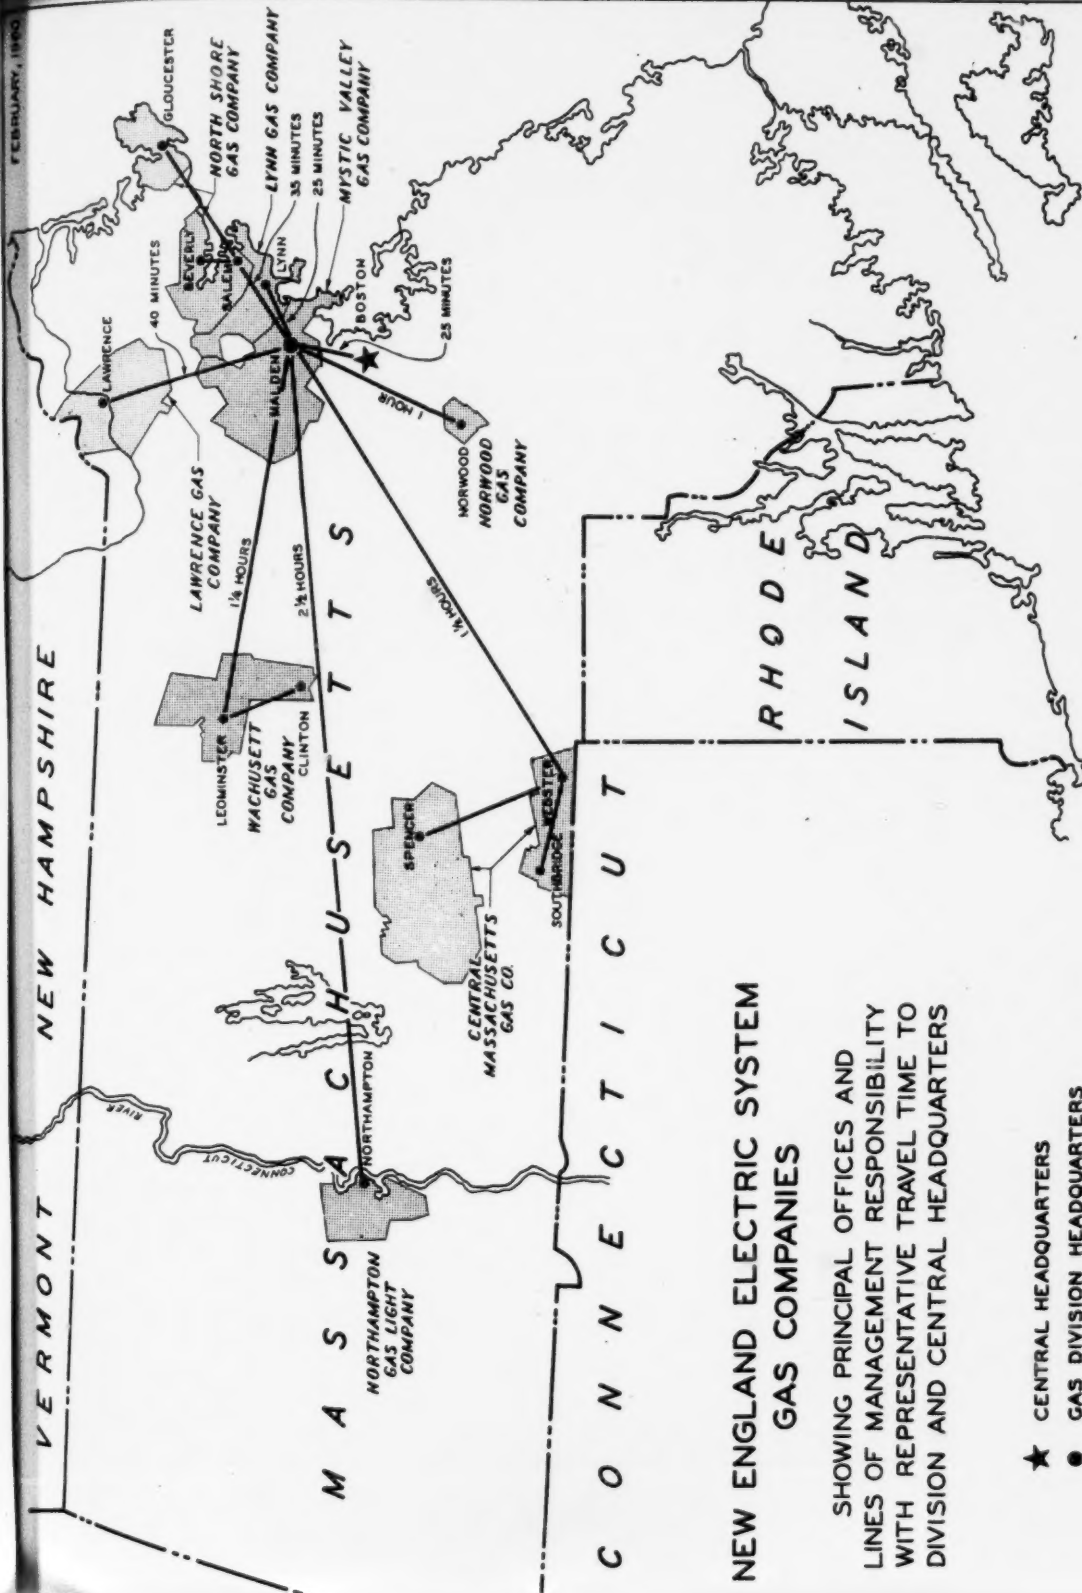 FEBRUARY, 1960
VERMONT
NEW HAMPSHIRE
MASSACHUSETTS
CONNECTICUT
RHODE
ISLAND
CONNECTICUT
RIVER
GLOUCESTER
NORTH SHORE
GAS COMPANY
LYNN GAS COMPANY
35 MINUTES
25 MINUTES
MYSTIC VALLEY
GAS COMPANY
BEVERLY
SALEM
LYNN
BOSTON
25 MINUTES
40 MINUTES
LAWRENCE
MALDEN
LAWRENCE GAS
COMPANY
1 HOUR
NORWOOD
NORWOOD
GAS
COMPANY
1¼ HOURS
2½ HOURS
LEOMINSTER
WACHUSETT
GAS
COMPANY
CLINTON
SPENCER
WEBSTER
SOUTHBRIDGE
CENTRAL
MASSACHUSETTS
GAS CO.
NORTHAMPTON
NORTHAMPTON
GAS LIGHT
COMPANY
HOURS
NEW ENGLAND ELECTRIC SYSTEM
GAS COMPANIES
SHOWING PRINCIPAL OFFICES AND
LINES OF MANAGEMENT RESPONSIBILITY
WITH REPRESENTATIVE TRAVEL TIME TO
DIVISION AND CENTRAL HEADQUARTERS
★ CENTRAL HEADQUARTERS
● GAS DIVISION HEADQUARTERS